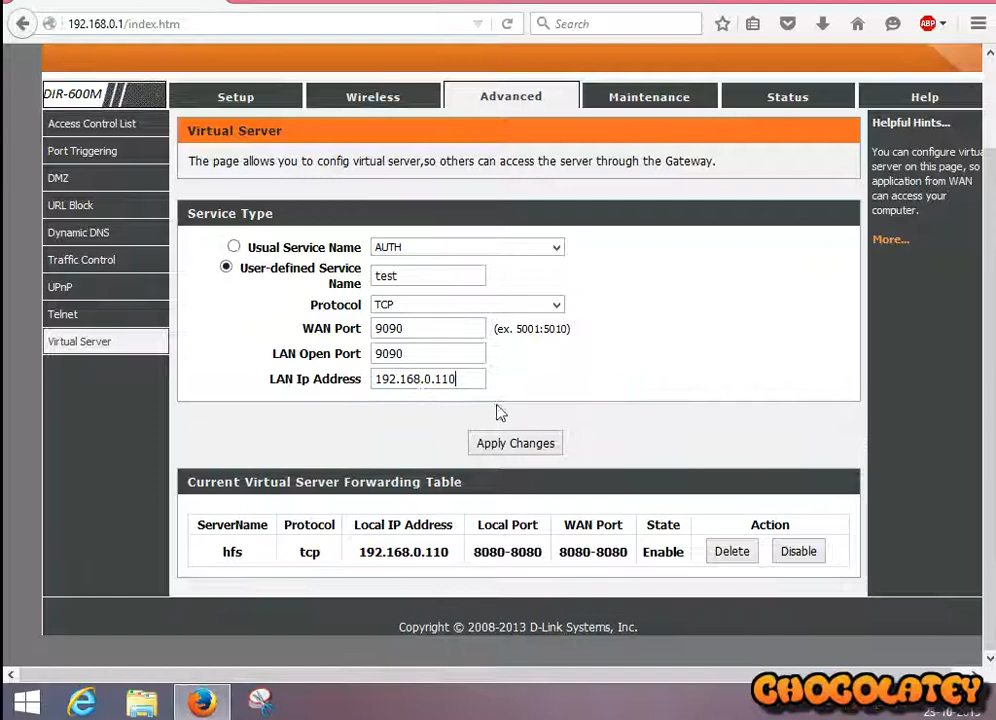 192.168.0.1/index.htm
Search
ABP
DIR-600M
Setup
Wireless
Advanced
Maintenance
Status
Help
Access Control List
Port Triggering
DMZ
URL Block
Dynamic DNS
Traffic Control
UPnP
Telnet
Virtual Server
Virtual Server
The page allows you to config virtual server,so others can access the server through the Gateway.
Service Type
Usual Service Name AUTH
User-defined Service
Name test
Protocol TCP
WAN Port 9090 (ex. 5001:5010)
LAN Open Port 9090
LAN Ip Address 192.168.0.110
Apply Changes
Current Virtual Server Forwarding Table
ServerName Protocol Local IP Address Local Port WAN Port State Action
hfs tcp 192.168.0.110 8080-8080 8080-8080 Enable Delete Disable
Helpful Hints...
You can configure virtua
server on this page, so
application from WAN
can access your
computer.
More...
Copyright © 2008-2013 D-Link Systems, Inc.
CHOCOLATEY